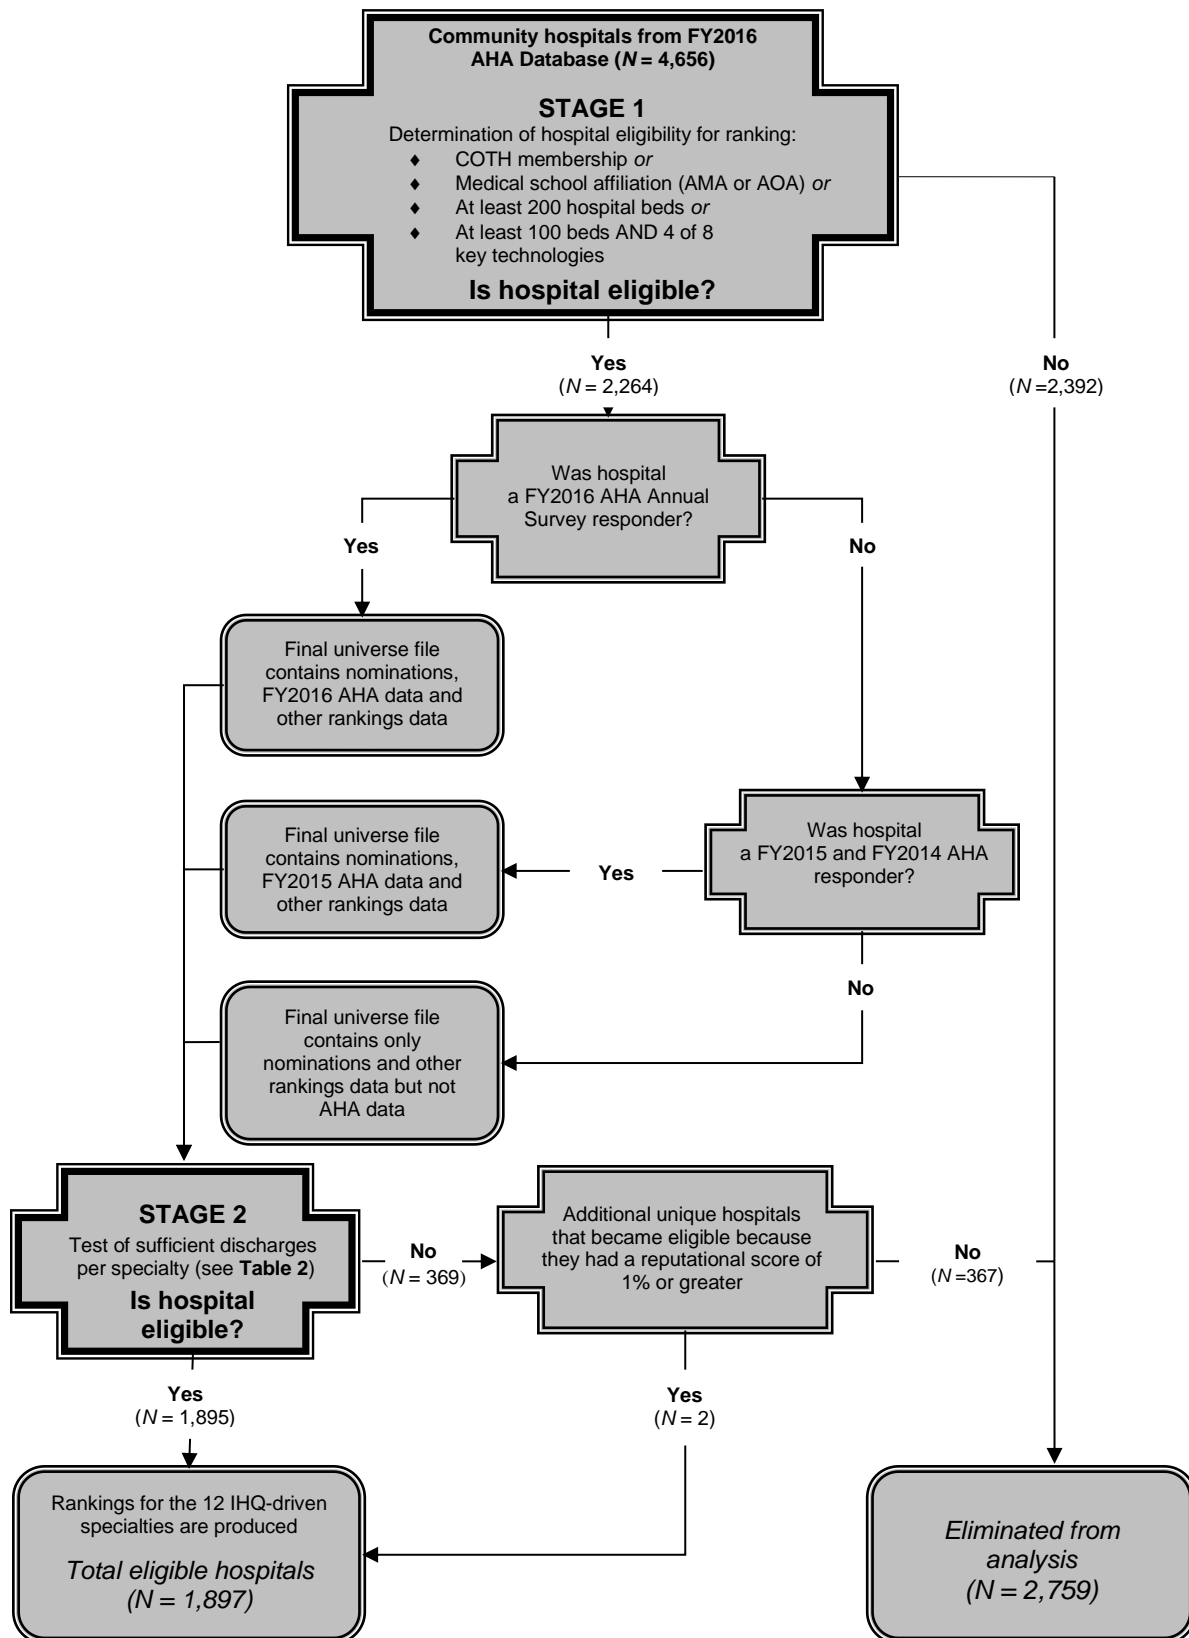 Community hospitals from FY2016
AHA Database (N = 4,656)
STAGE 1
Determination of hospital eligibility for ranking:
♦ COTH membership or
♦ Medical school affiliation (AMA or AOA) or
♦ At least 200 hospital beds or
♦ At least 100 beds AND 4 of 8
key technologies
Is hospital eligible?
Yes
(N = 2,264)
No
(N =2,392)
Was hospital
a FY2016 AHA Annual
Survey responder?
Yes
No
Final universe file
contains nominations,
FY2016 AHA data and
other rankings data
Was hospital
a FY2015 and FY2014 AHA
responder?
Yes
Final universe file
contains nominations,
FY2015 AHA data and
other rankings data
No
Final universe file
contains only
nominations and other
rankings data but not
AHA data
STAGE 2
Test of sufficient discharges
per specialty (see Table 2)
Is hospital
eligible?
No
(N = 369)
Additional unique hospitals
that became eligible because
they had a reputational score of
1% or greater
No
(N =367)
Yes
(N = 1,895)
Yes
(N = 2)
Rankings for the 12 IHQ-driven
specialties are produced
Total eligible hospitals
(N = 1,897)
Eliminated from
analysis
(N = 2,759)